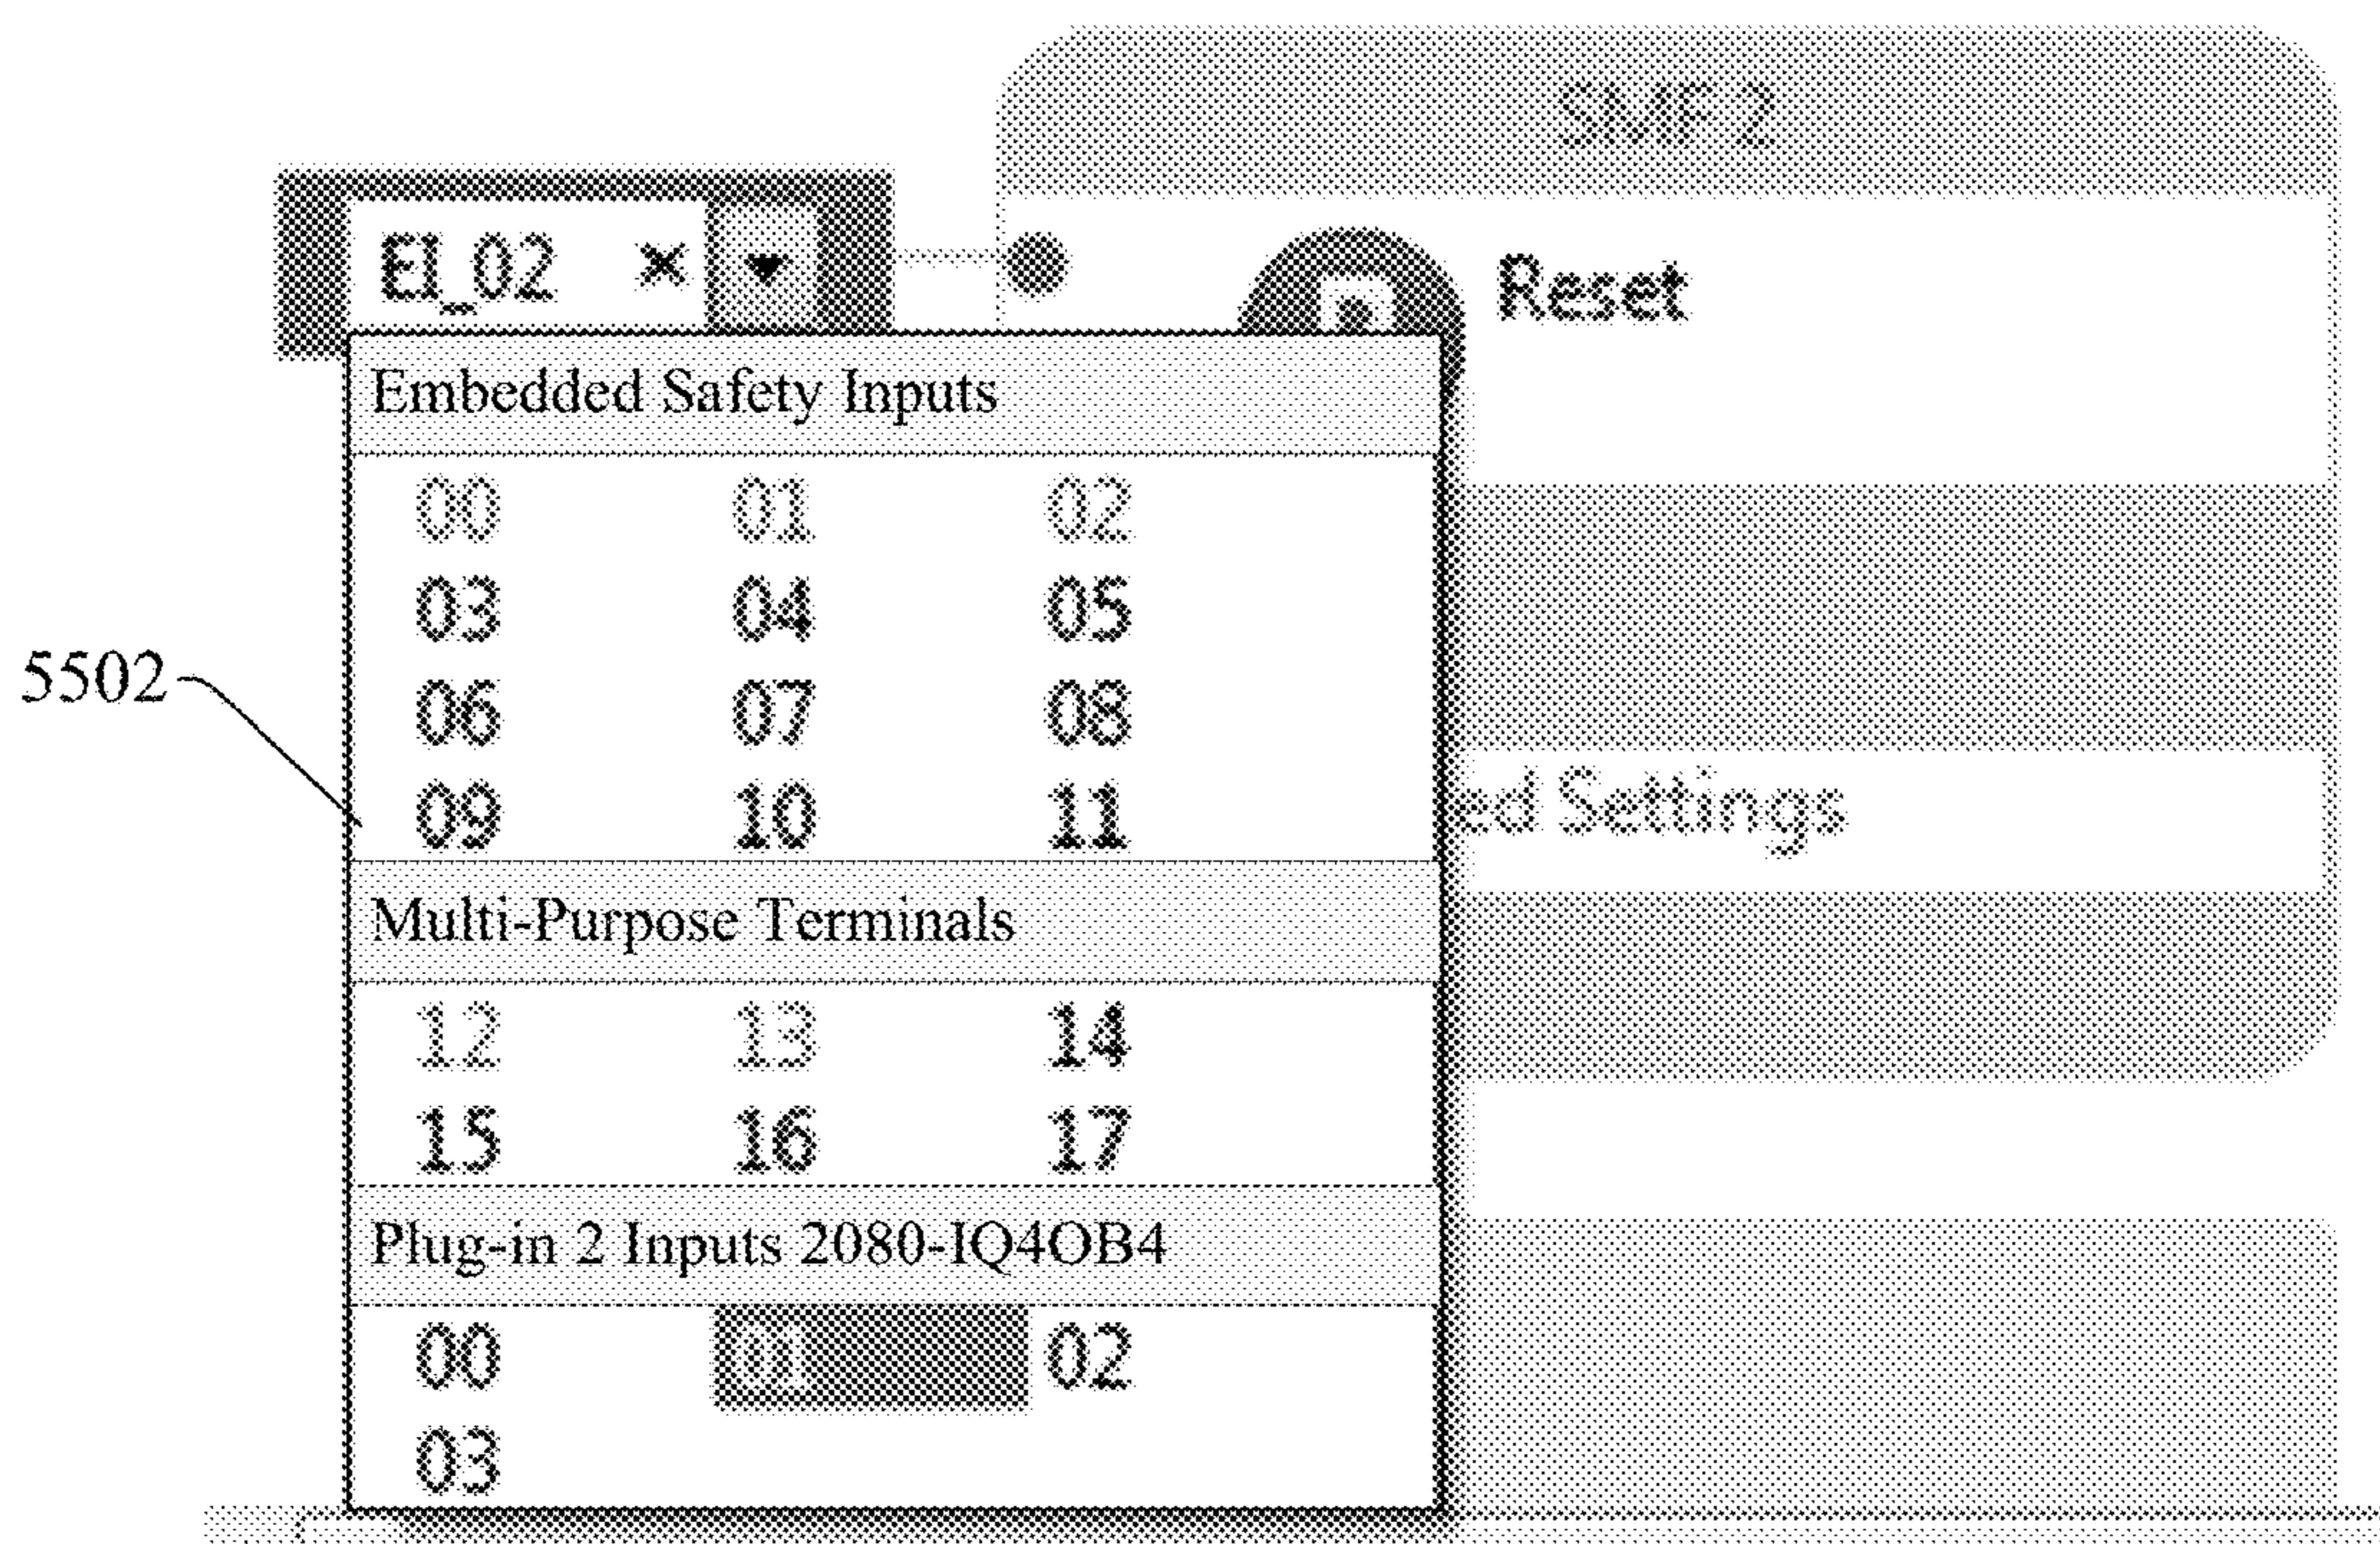 SMF 2
EI_02 ×
Reset
Embedded Safety Inputs
00 01 02
03 04 05
06 07 08
5502
09 10 11
ed Settings
Multi-Purpose Terminals
12 13 14
15 16 17
Plug-in 2 Inputs 2080-IQ4OB4
00 01 02
03